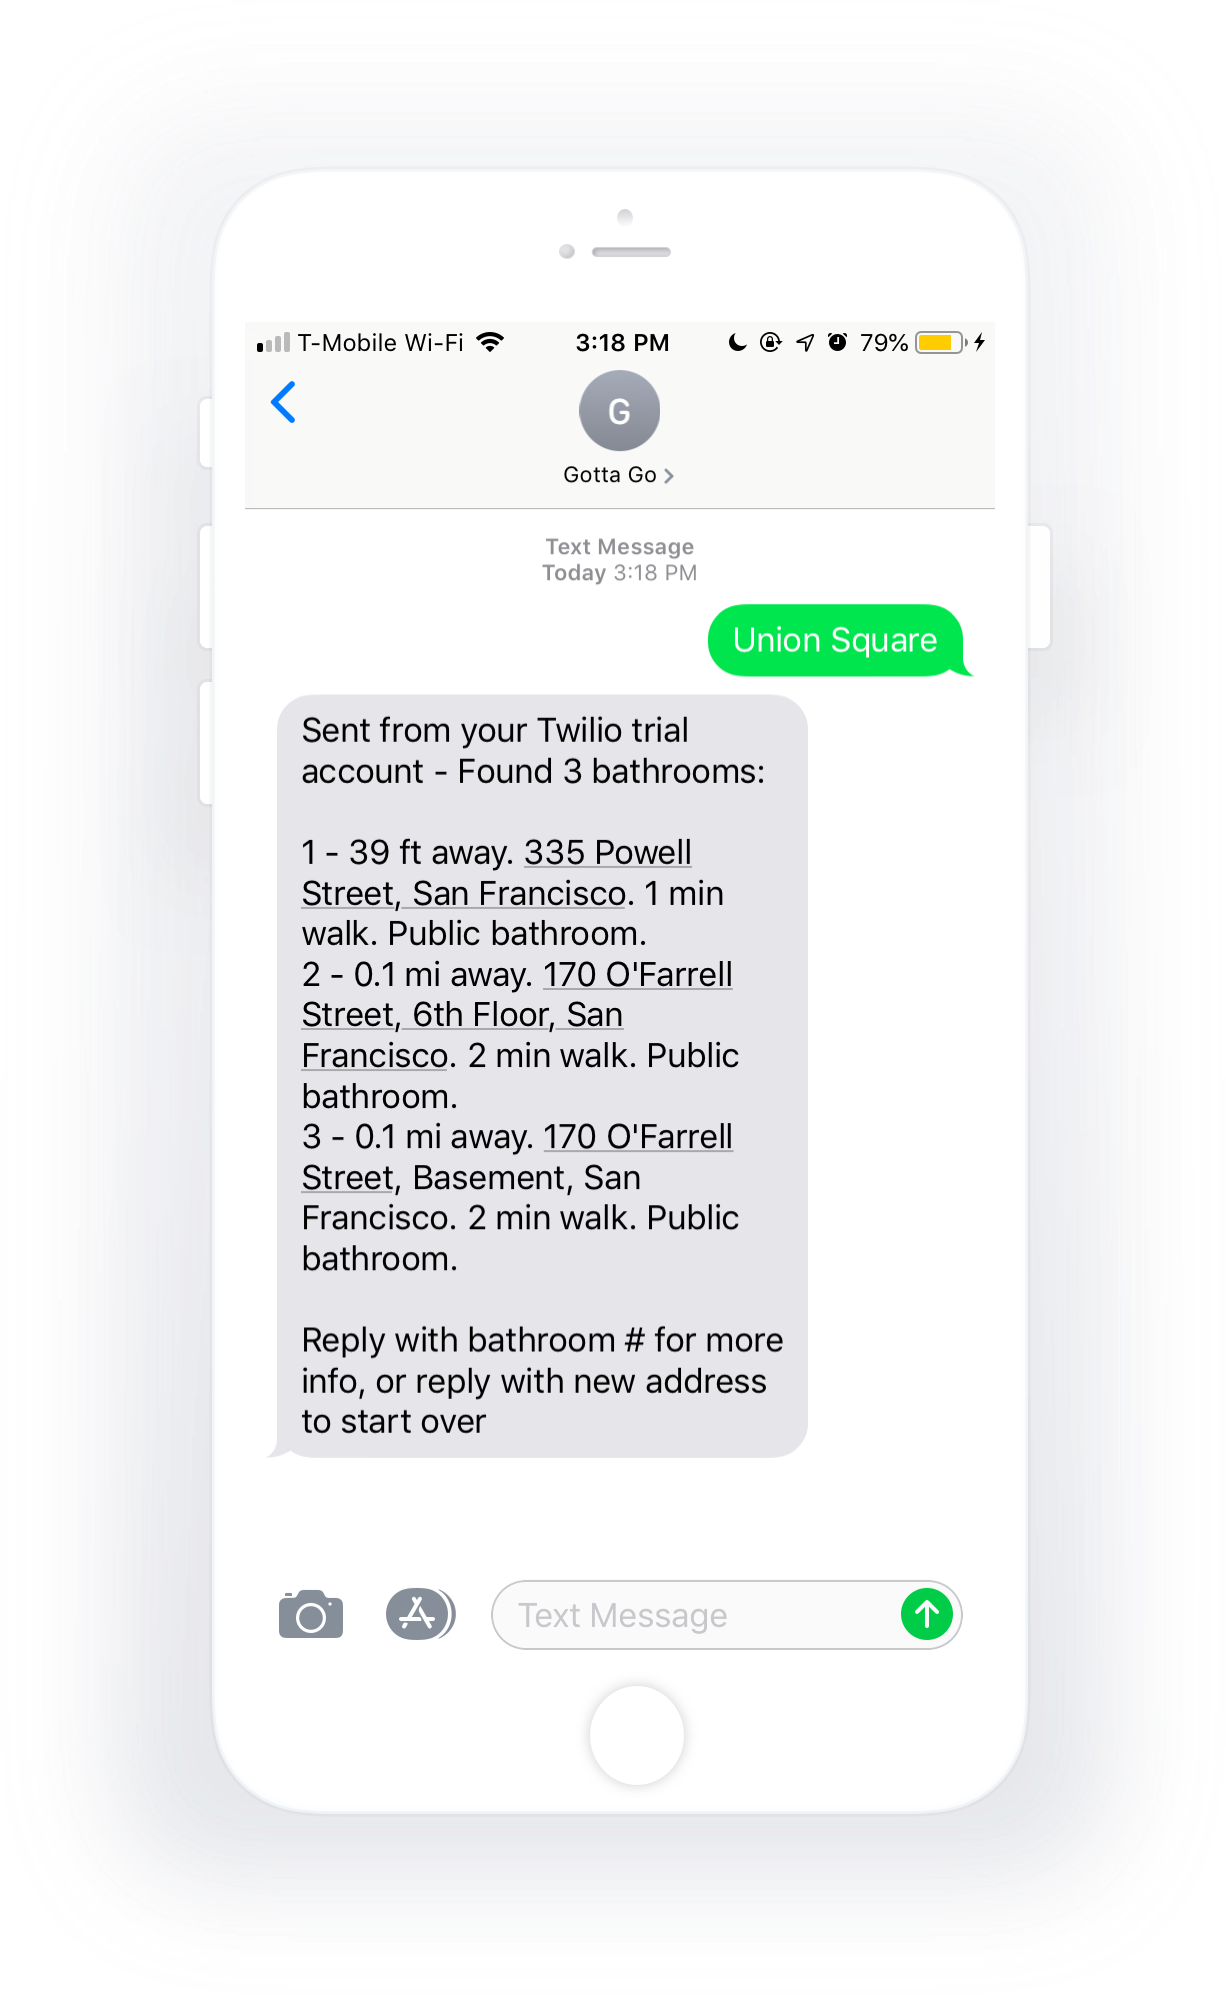 T-Mobile Wi-Fi 3:18 PM 79%
G
Gotta Go
Text Message
Today 3:18 PM
Union Square
Sent from your Twilio trial
account - Found 3 bathrooms:
1 - 39 ft away. 335 Powell
Street, San Francisco. 1 min
walk. Public bathroom.
2 - 0.1 mi away. 170 O'Farrell
Street, 6th Floor, San
Francisco. 2 min walk. Public
bathroom.
3 - 0.1 mi away. 170 O'Farrell
Street, Basement, San
Francisco. 2 min walk. Public
bathroom.
Reply with bathroom # for more
info, or reply with new address
to start over
Text Message